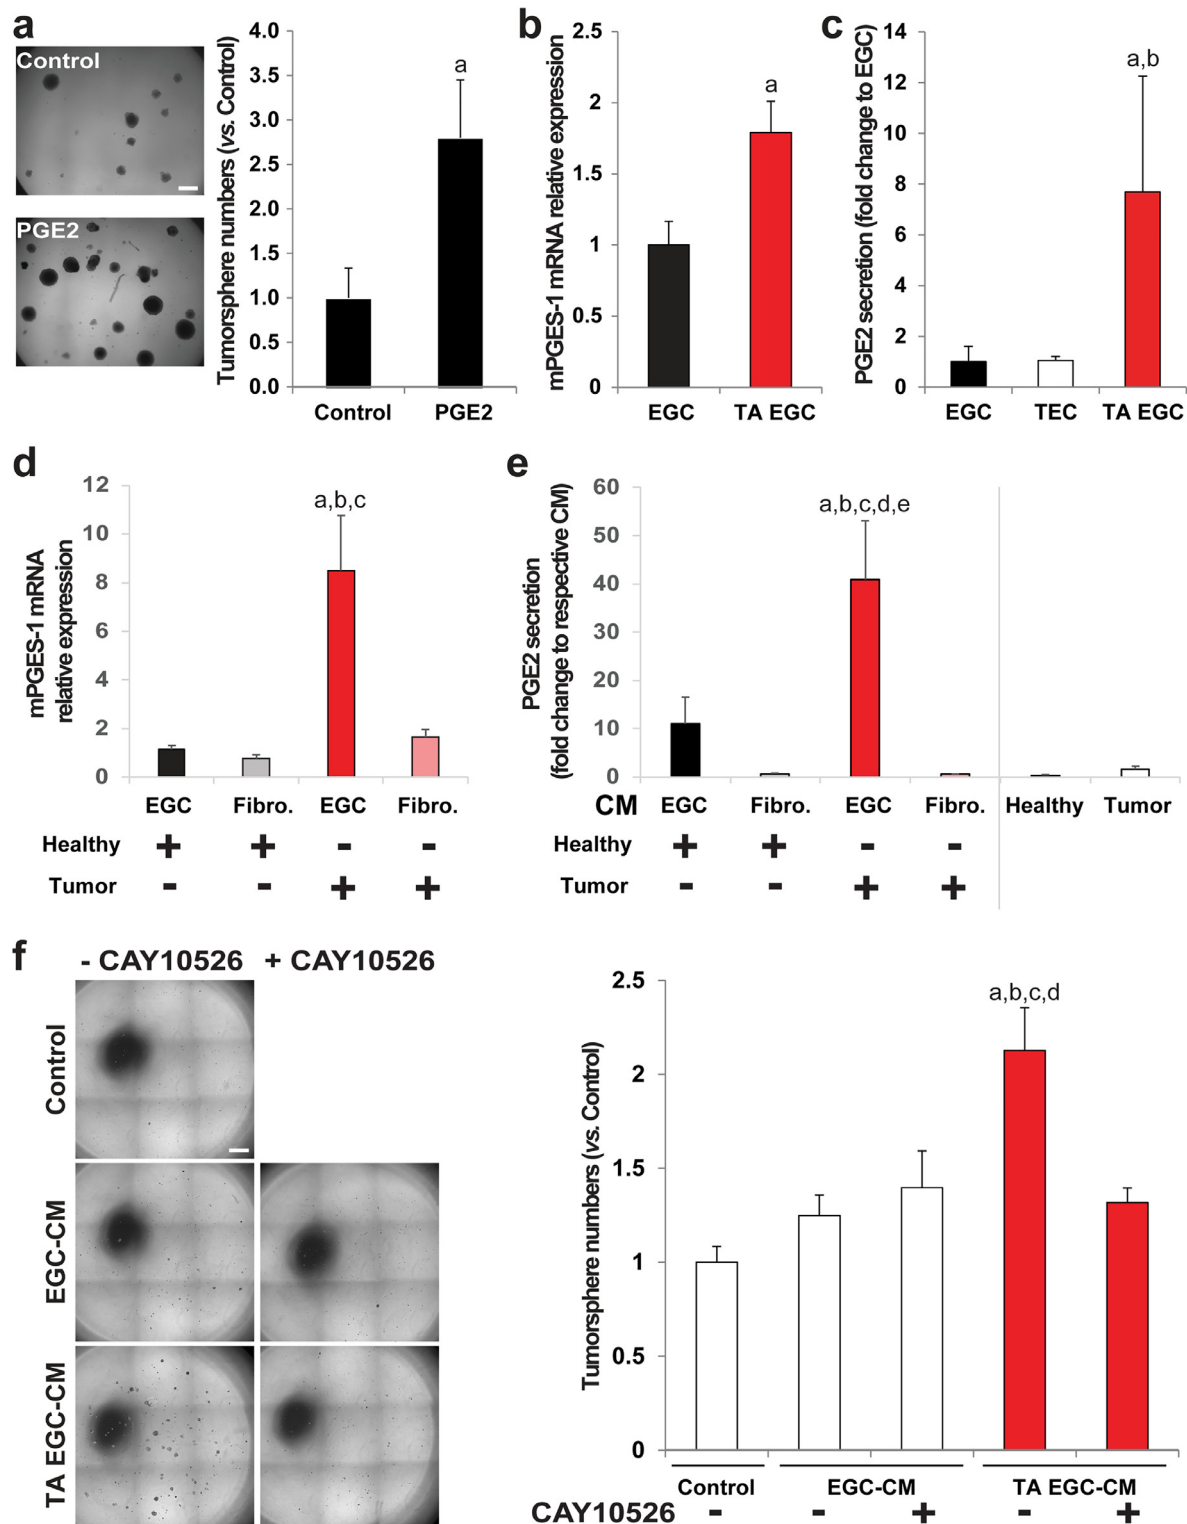 a
Control
PGE2
Tumorsphere numbers (vs. Control)
4.0
3.5
3.0
2.5
2.0
1.5
1.0
0.5
0.0
a
Control PGE2
b
mPGES-1 mRNA relative expression
2.5
2
1.5
1
0.5
0
a
EGC TA EGC
c
PGE2 secretion (fold change to EGC)
14
12
10
8
6
4
2
0
a,b
EGC TEC TA EGC
d
mPGES-1 mRNA
relative expression
12
10
8
6
4
2
0
a,b,c
EGC Fibro. EGC Fibro.
Healthy + + - -
Tumor - - + +
e
PGE2 secretion
(fold change to respective CM)
60
50
40
30
20
10
0
a,b,c,d,e
CM EGC Fibro. EGC Fibro. Healthy Tumor
Healthy + + - -
Tumor - - + +
f
- CAY10526 + CAY10526
Control
EGC-CM
TA EGC-CM
Tumorsphere numbers (vs. Control)
2.5
2
1.5
1
0.5
0
a,b,c,d
Control EGC-CM TA EGC-CM
CAY10526 - - + - +